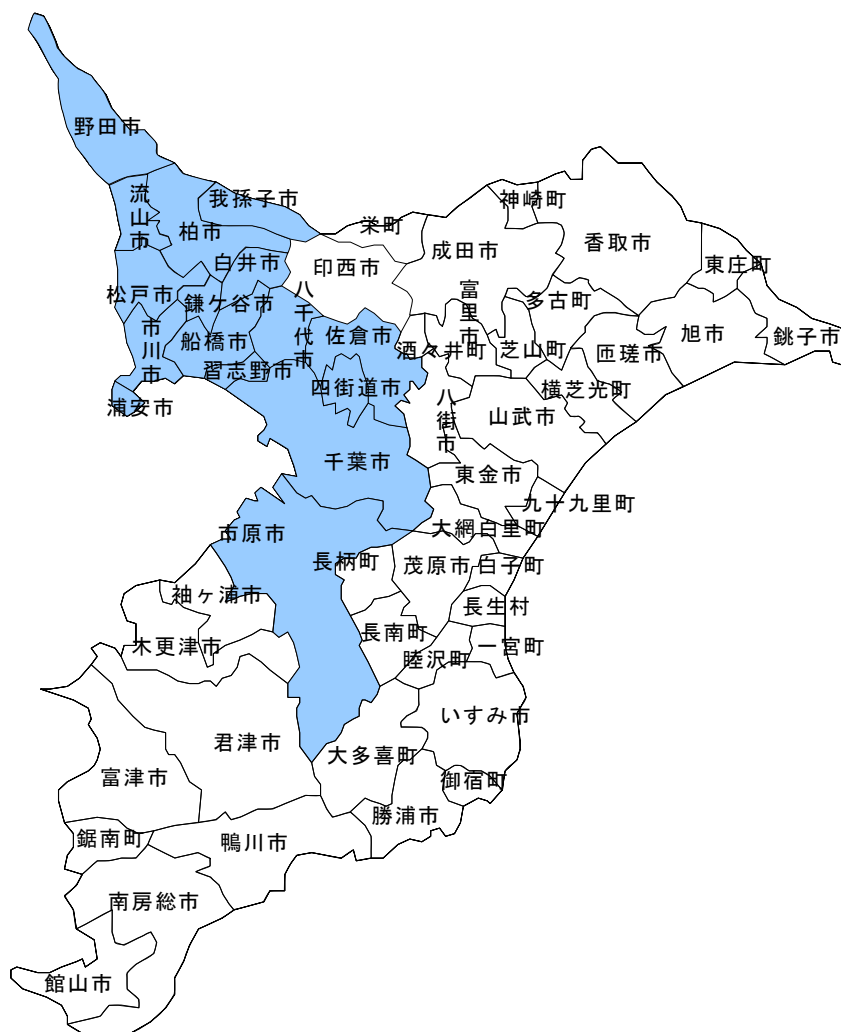 野田市
流山市
我孫子市
柏市
神崎町
栄町
成田市
香取市
東庄町
印西市
白井市
松戸市
鎌ケ谷市
八千代市
富里市
多古町
旭市
銚子市
市川市
船橋市
佐倉市
酒々井町
芝山町
匝瑳市
習志野市
四街道市
横芝光町
浦安市
八街市
山武市
千葉市
東金市
九十九里町
市原市
大網白里町
長柄町
茂原市
白子町
袖ヶ浦市
長生村
木更津市
長南町
睦沢町
一宮町
いすみ市
君津市
大多喜町
富津市
御宿町
勝浦市
鋸南町
鴨川市
南房総市
館山市